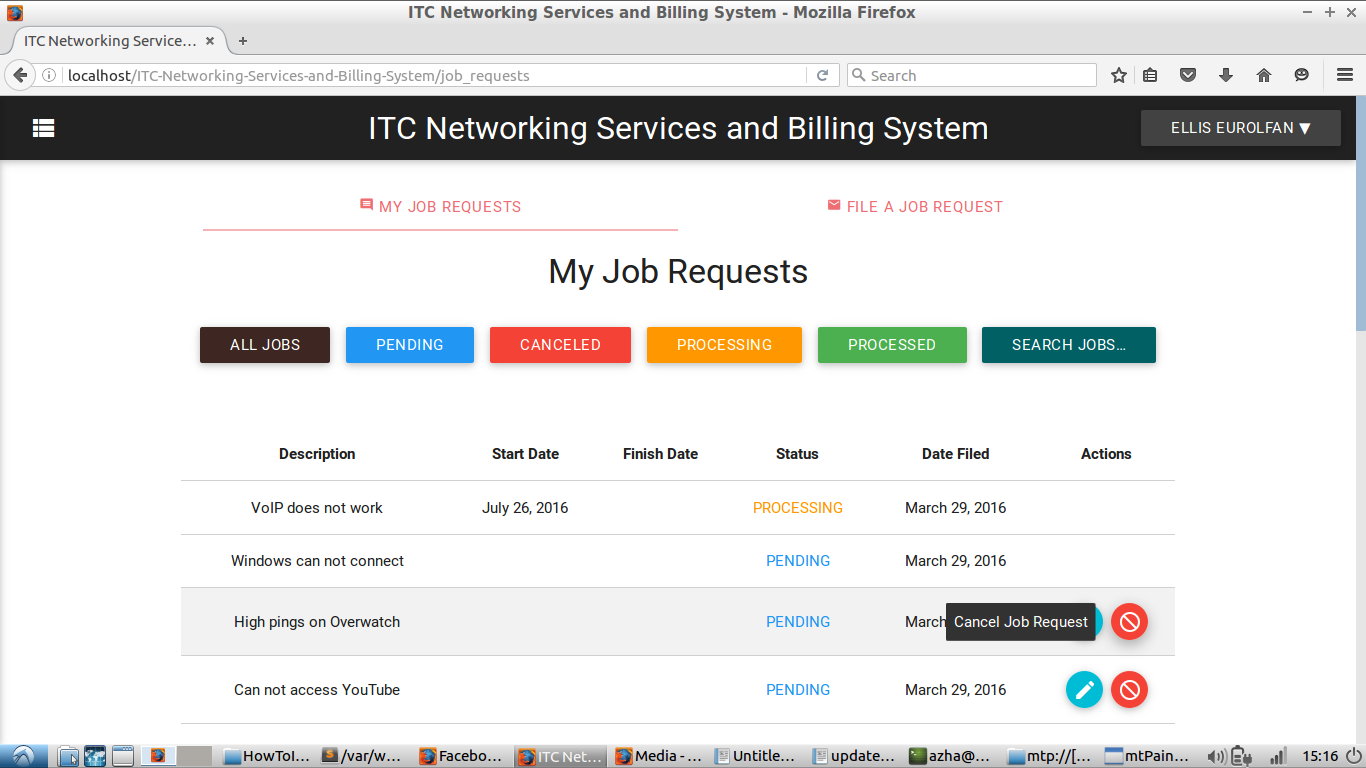 ITC Networking Services and Billing System - Mozilla Firefox
ITC Networking Service...
localhost/ITC-Networking-Services-and-Billing-System/job_requests
Search
ITC Networking Services and Billing System
ELLIS EUROLFAN ▼
MY JOB REQUESTS
FILE A JOB REQUEST
My Job Requests
ALL JOBS PENDING CANCELED PROCESSING PROCESSED SEARCH JOBS...
Description Start Date Finish Date Status Date Filed Actions
VoIP does not work July 26, 2016 PROCESSING March 29, 2016
Windows can not connect PENDING March 29, 2016
High pings on Overwatch PENDING March Cancel Job Request
Can not access YouTube PENDING March 29, 2016
HowToI... /var/w... Facebo... ITC Net... Media - ... Untitle... update... azha@... mtp://[... mtPain... 15:16